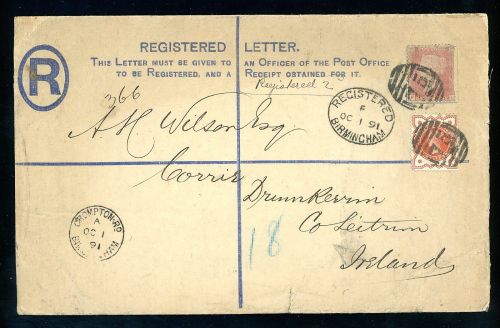 REGISTERED LETTER.
THIS LETTER MUST BE GIVEN TO AN OFFICER OF THE POST OFFICE
TO BE REGISTERED, AND A RECEIPT OBTAINED FOR IT.
R
Registered 2
366
REGISTERED
F
OC 1 91
BIRMINGHAM
A H Wilson Esq
Corrie
Drumkerrin
Co Leitrim
Ireland
18
CROMPTON-RD
A
OC 1
91